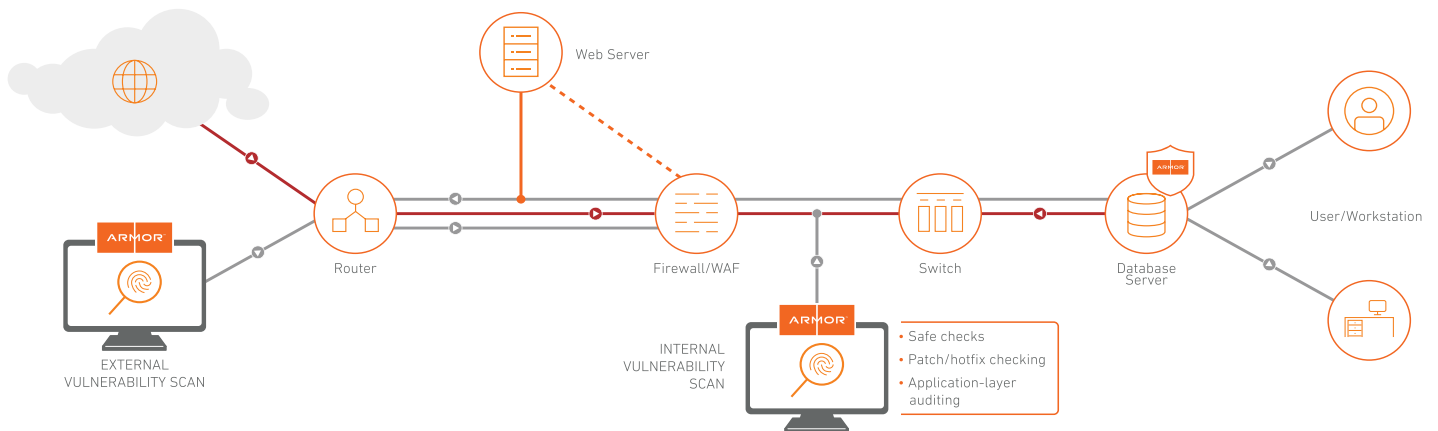 Web Server
ARMOR
User/Workstation
ARMOR
Router
Firewall/WAF
Switch
Database
Server
ARMOR
EXTERNAL
VULNERABILITY SCAN
INTERNAL
VULNERABILITY
SCAN
• Safe checks
• Patch/hotfix checking
• Application-layer
auditing